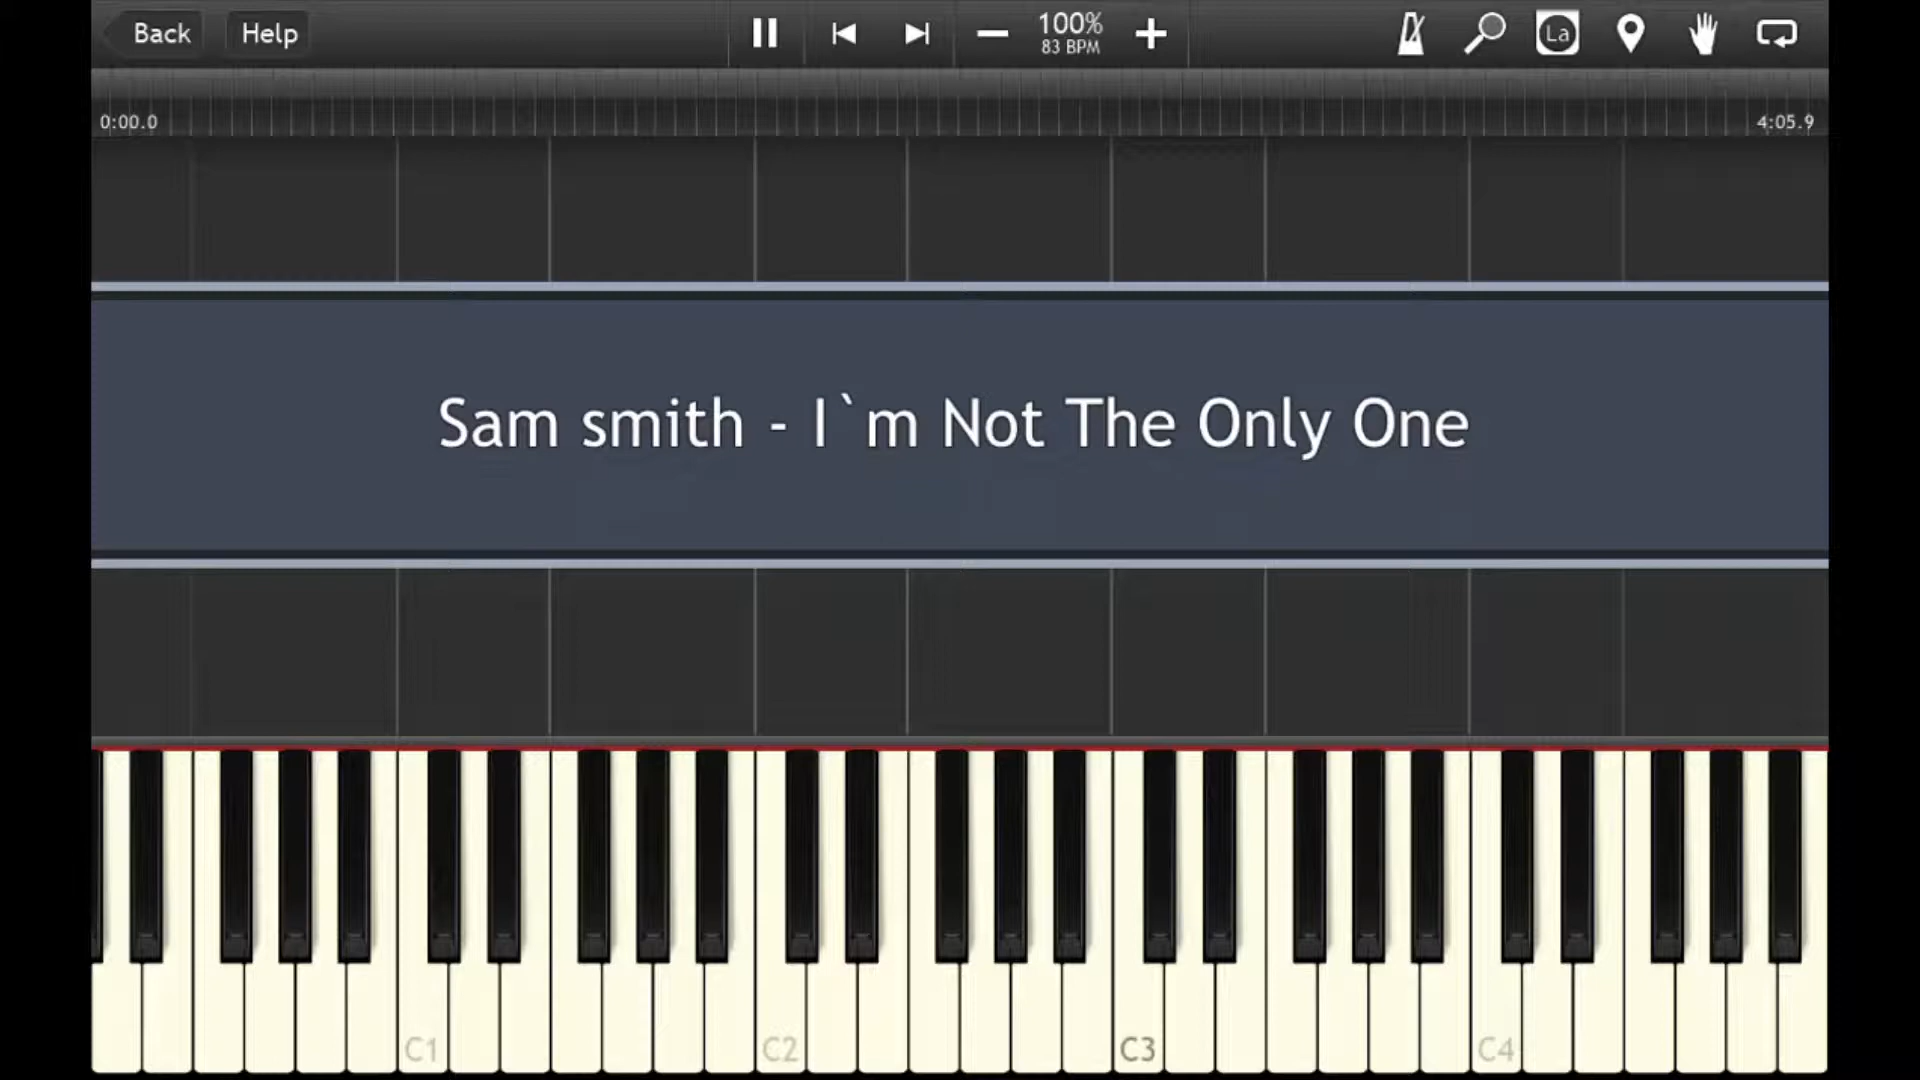 Back Help 100% La
83 BPM
0:00.0 4:05.9
Sam smith - I`m Not The Only One
C1 C2 C3 C4